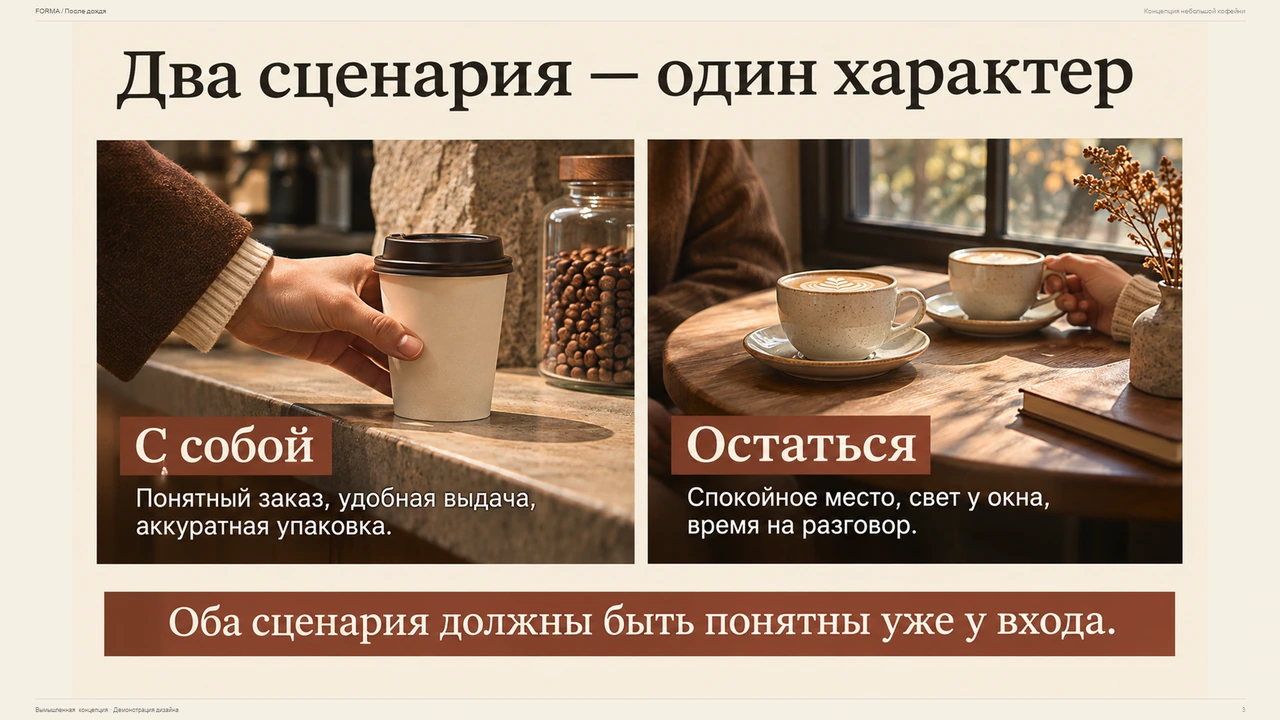 FORMA / После дождя
Концепция небольшой кофейни
Два сценария — один характер
С собой
Понятный заказ, удобная выдача,
аккуратная упаковка.
Остаться
Спокойное место, свет у окна,
время на разговор.
Оба сценария должны быть понятны уже у входа.
Вымышленная концепция · Демонстрация дизайна
3